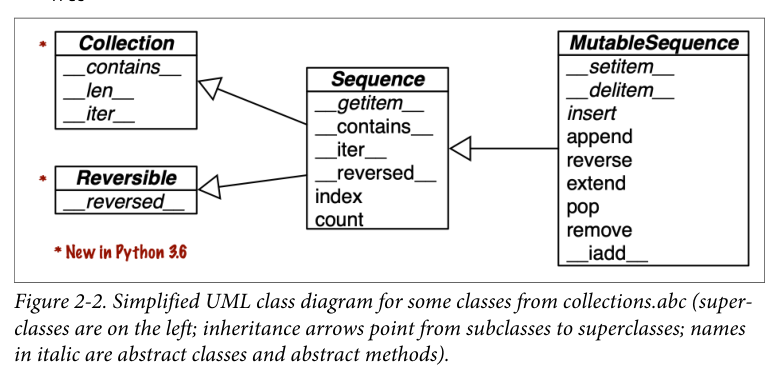 * Collection
__contains__
__len__
__iter__
* Reversible
__reversed__
* New in Python 3.6
Sequence
__getitem__
__contains__
__iter__
__reversed__
index
count
MutableSequence
__setitem__
__delitem__
insert
append
reverse
extend
pop
remove
__iadd__
Figure 2-2. Simplified UML class diagram for some classes from collections.abc (super-
classes are on the left; inheritance arrows point from subclasses to superclasses; names
in italic are abstract classes and abstract methods).